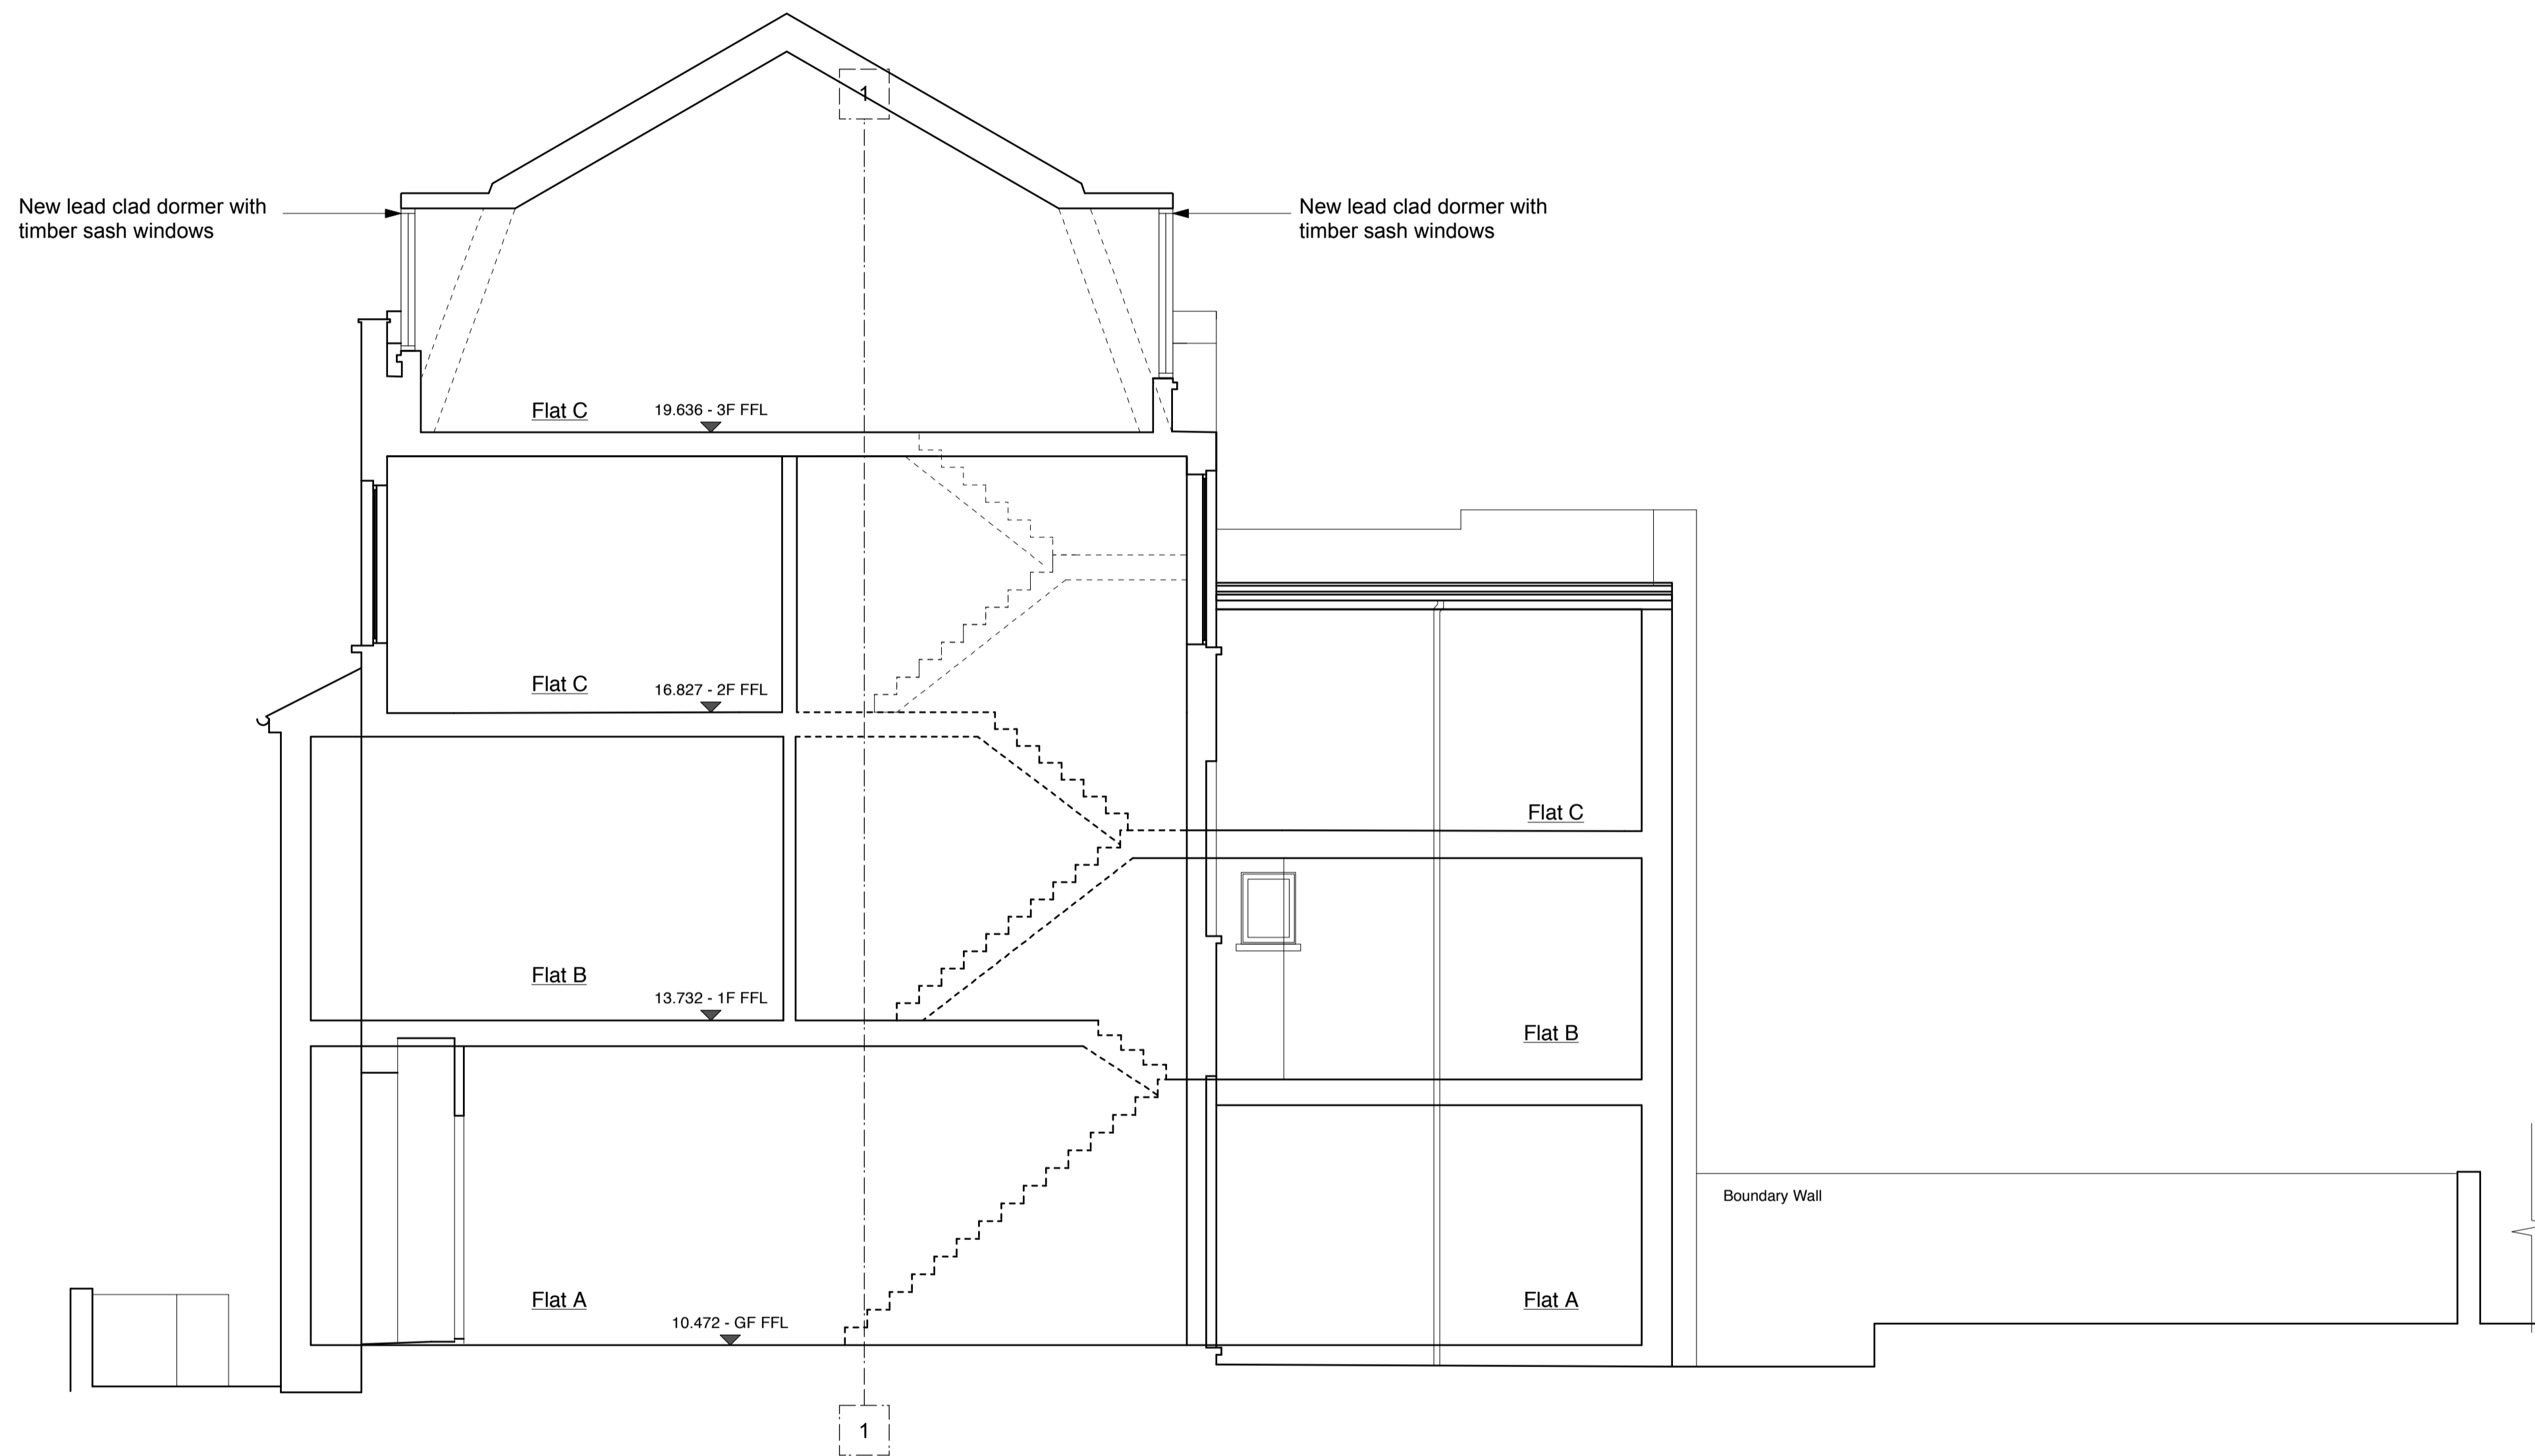 1
New lead clad dormer with
timber sash windows
New lead clad dormer with
timber sash windows
Flat C
19.636 - 3F FFL
Flat C
16.827 - 2F FFL
Flat C
Flat B
13.732 - 1F FFL
Flat B
Boundary Wall
Flat A
10.472 - GF FFL
Flat A
1